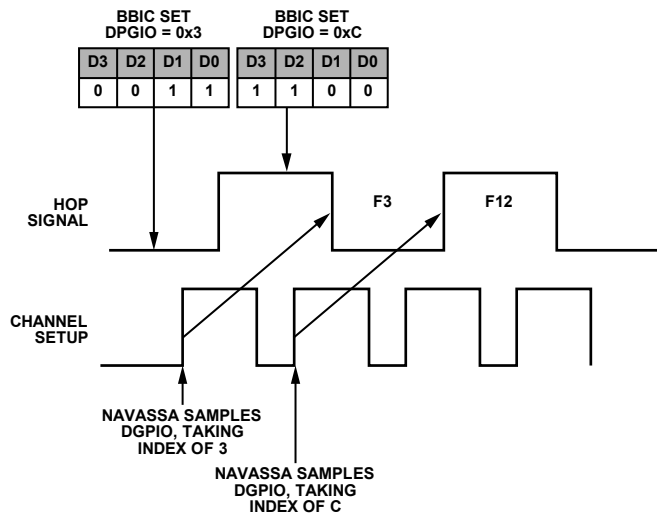 BBIC SET
DPGIO = 0x3
D3 D2 D1 D0
0 0 1 1
BBIC SET
DPGIO = 0xC
D3 D2 D1 D0
1 1 0 0
HOP
SIGNAL
F3
F12
CHANNEL
SETUP
NAVASSA SAMPLES
DGPIO, TAKING
INDEX OF 3
NAVASSA SAMPLES
DGPIO, TAKING
INDEX OF C